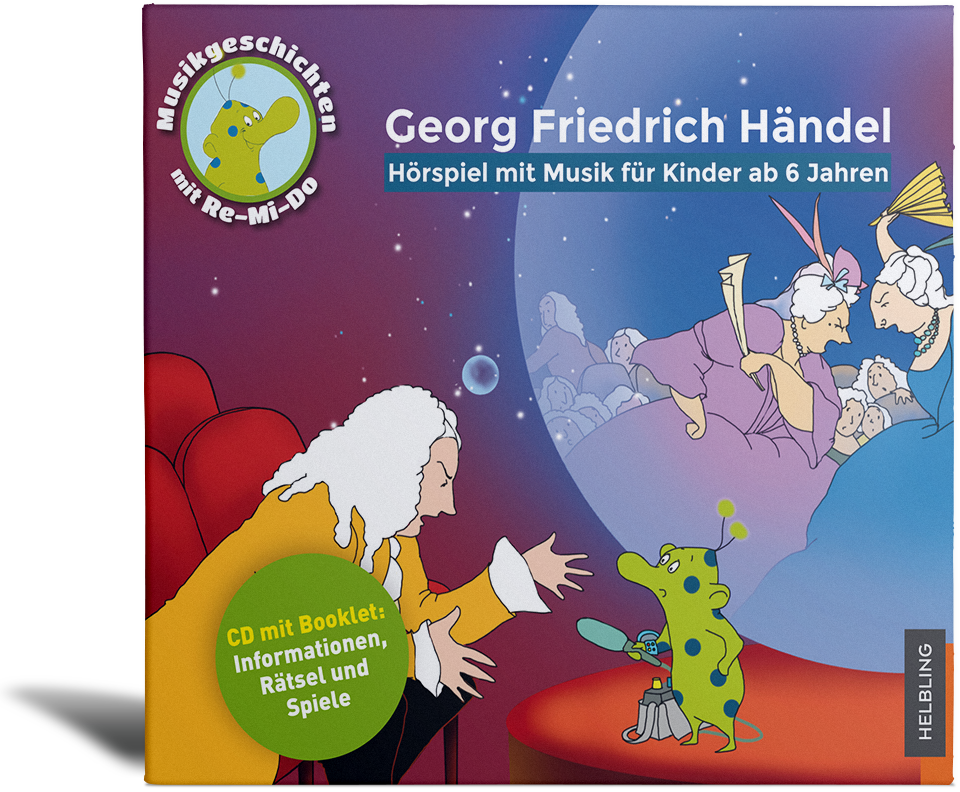 Musikgeschichten
mit Re-Mi-Do
Georg Friedrich Händel
Hörspiel mit Musik für Kinder ab 6 Jahren
CD mit Booklet:
Informationen,
Rätsel und
Spiele
HELBLING